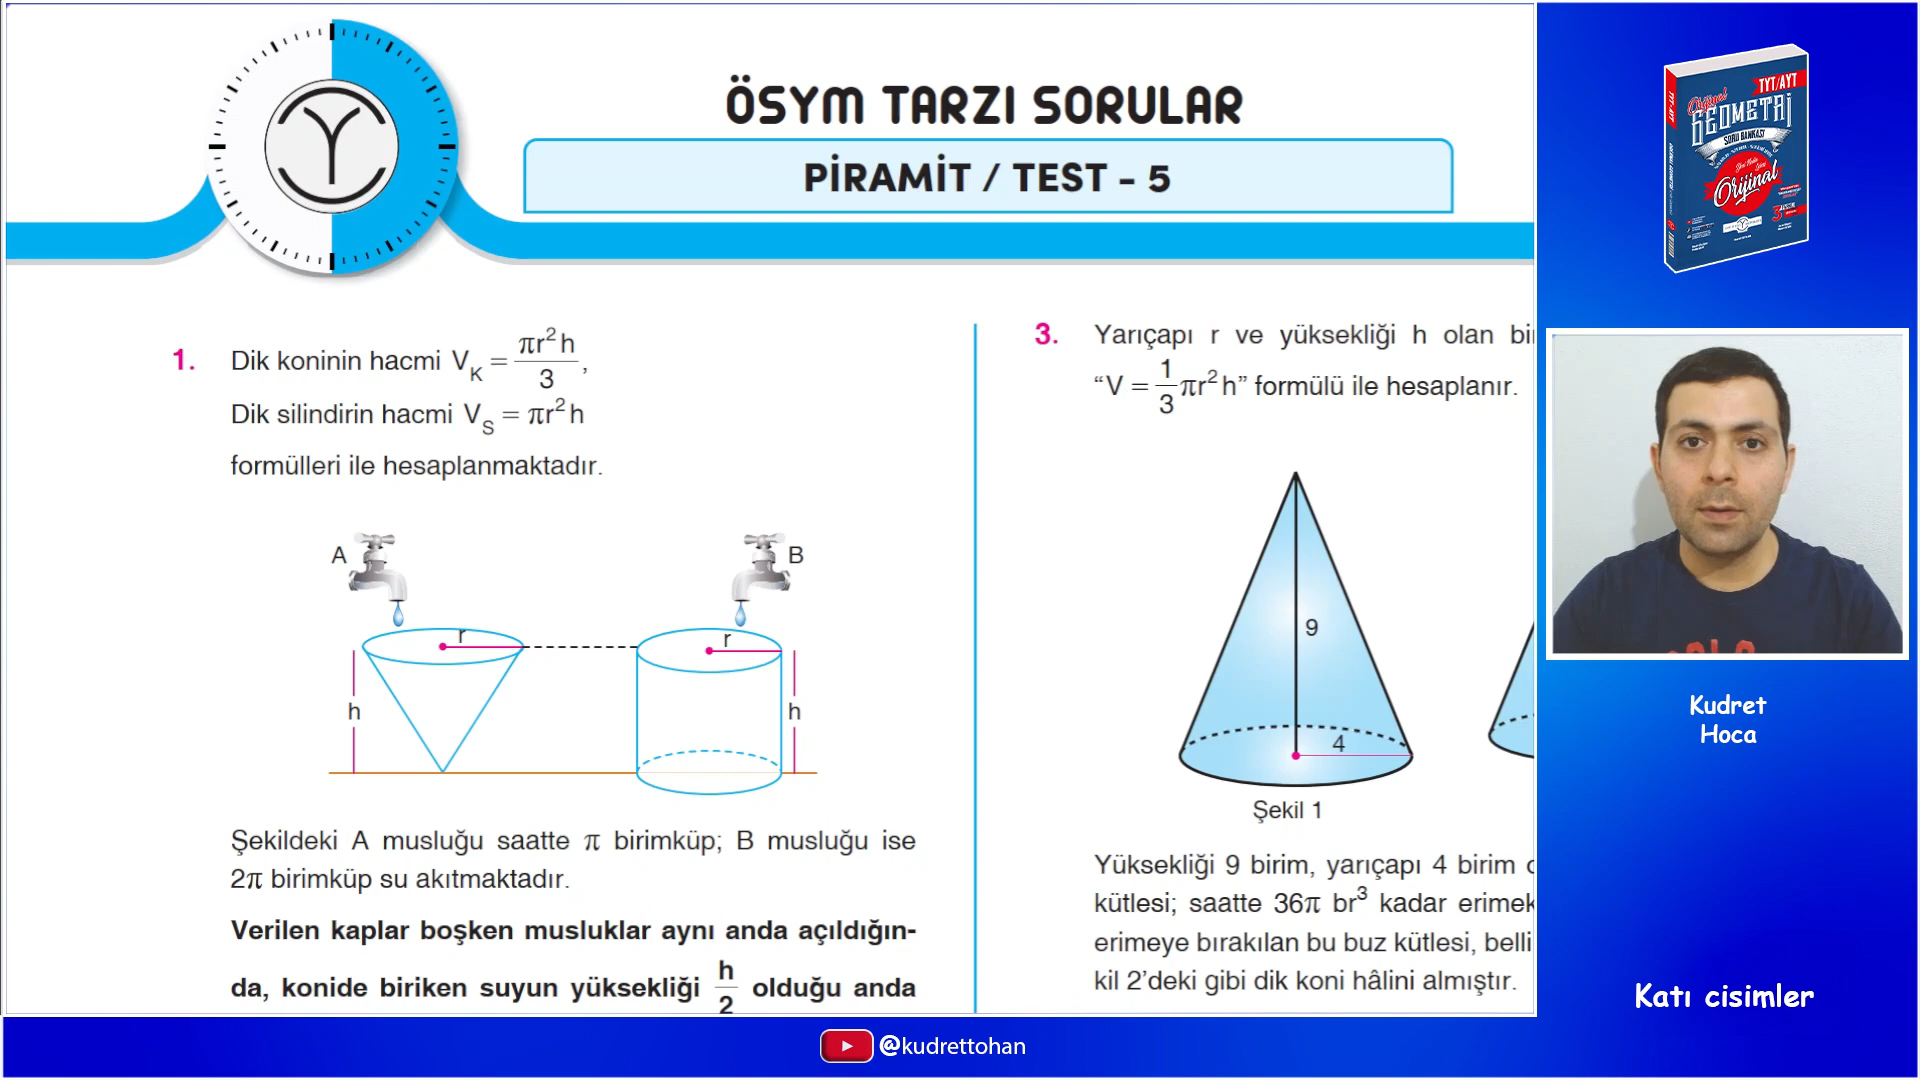 ÖSYM TARZI SORULAR
PİRAMİT / TEST - 5
1. Dik koninin hacmi V_K = πr²h / 3 ,
Dik silindirin hacmi V_S = πr²h
formülleri ile hesaplanmaktadır.
A
B
r
r
h
h
Şekildeki A musluğu saatte π birimküp; B musluğu ise
2π birimküp su akıtmaktadır.
Verilen kaplar boşken musluklar aynı anda açıldığın-
da, konide biriken suyun yüksekliği h/2 olduğu anda
3. Yarıçapı r ve yüksekliği h olan
“V = 1/3 πr²h” formülü ile hesaplanır.
9
4
Şekil 1
Yüksekliği 9 birim, yarıçapı 4 birim
kütlesi; saatte 36π br³ kadar
erimeye bırakılan bu buz kütlesi,
kil 2’deki gibi dik koni hâlini almıştır.
TYT/AYT
Orijinal
GEOMETRİ
SORU BANKASI
Orijinal
Kudret
Hoca
Katı cisimler
@kudrettohan